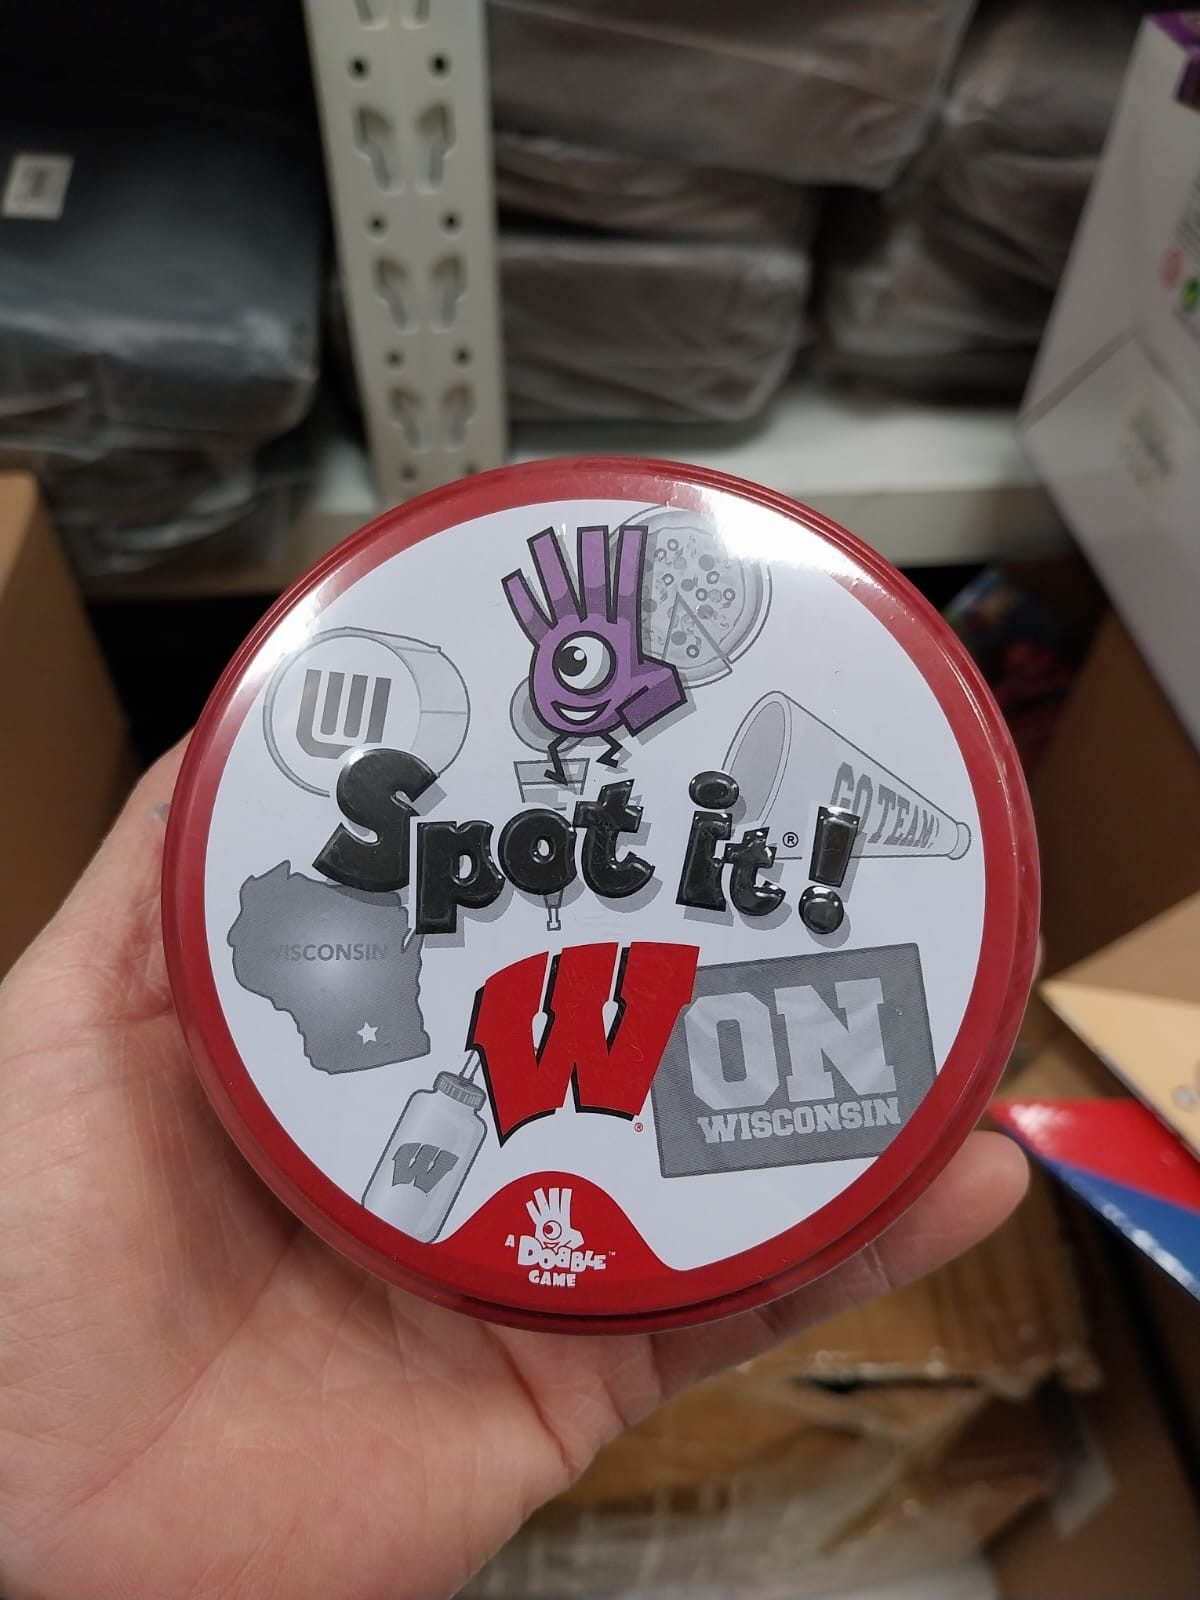 W
Spot it!®
GO TEAM!
WISCONSIN
W®
ON
WISCONSIN
W
A
DOBBLE™
GAME